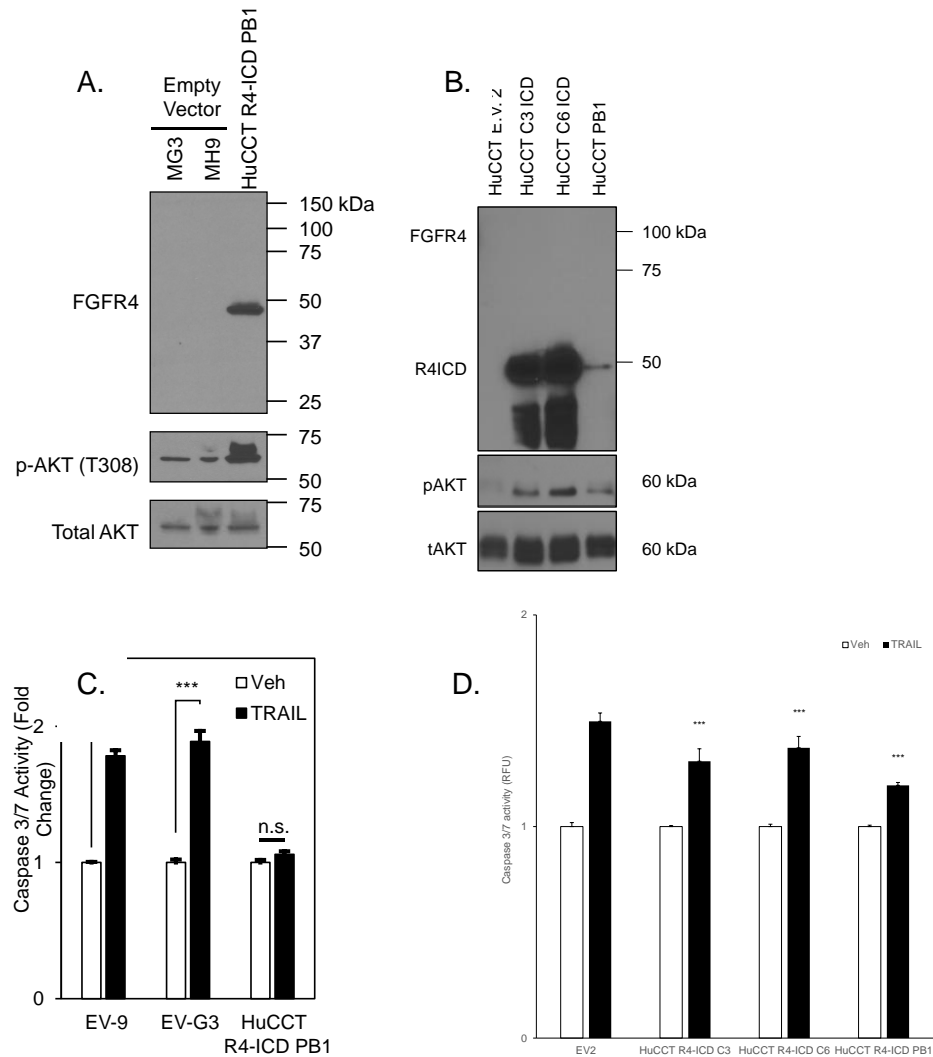 A.
Empty
Vector
MG3
MH9
HuCCT R4-ICD PB1
150 kDa
100
75
50
37
25
FGFR4
75
50
p-AKT (T308)
75
50
Total AKT
B.
HuCCT E.V. 2
HuCCT C3 ICD
HuCCT C6 ICD
HuCCT PB1
FGFR4
100 kDa
75
R4ICD
50
pAKT
60 kDa
tAKT
60 kDa
C.
Caspase 3/7 Activity (Fold
Change)
2
1
0
***
Veh
TRAIL
n.s.
EV-9
EV-G3
HuCCT
R4-ICD PB1
D.
Caspase 3/7 activity (RFU)
2
1
0
Veh
TRAIL
***
***
***
EV2
HuCCT R4-ICD C3
HuCCT R4-ICD C6
HuCCT R4-ICD PB1